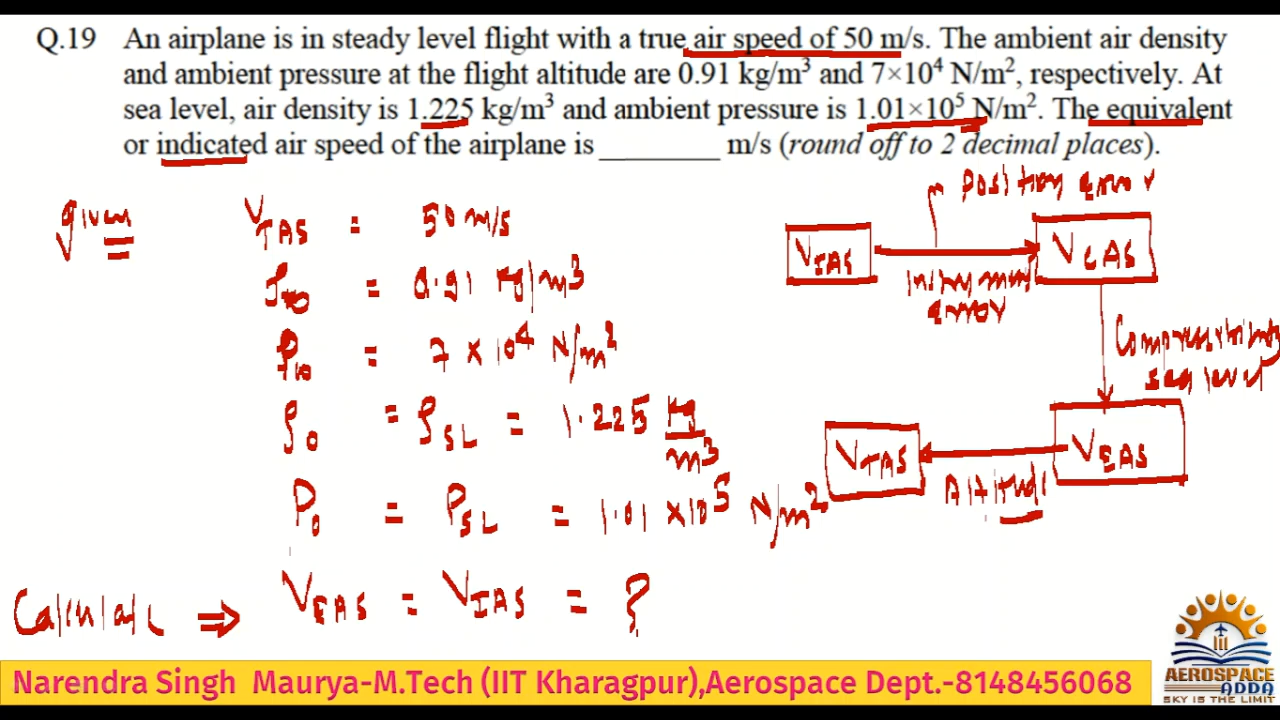 Q.19 An airplane is in steady level flight with a true air speed of 50 m/s. The ambient air density
and ambient pressure at the flight altitude are 0.91 kg/m³ and 7×10⁴ N/m², respectively. At
sea level, air density is 1.225 kg/m³ and ambient pressure is 1.01×10⁵ N/m². The equivalent
or indicated air speed of the airplane is ________ m/s (round off to 2 decimal places).
given
V_TAS = 50 m/s
= 0.91 kg/m³
= 7 × 10⁴ N/m²
ρ₀ = ρ_SL = 1.225 kg/m³
P₀ = P_SL = 1.01 × 10⁵ N/m²
Calculate ⇒ V_EAS = V_IAS = ?
Position error
V_IAS
V_CAS
error
sea level
V_TAS
V_EAS
Altitude
Narendra Singh Maurya-M.Tech (IIT Kharagpur),Aerospace Dept.-8148456068
AEROSPACE
ADDA
SKY IS THE LIMIT